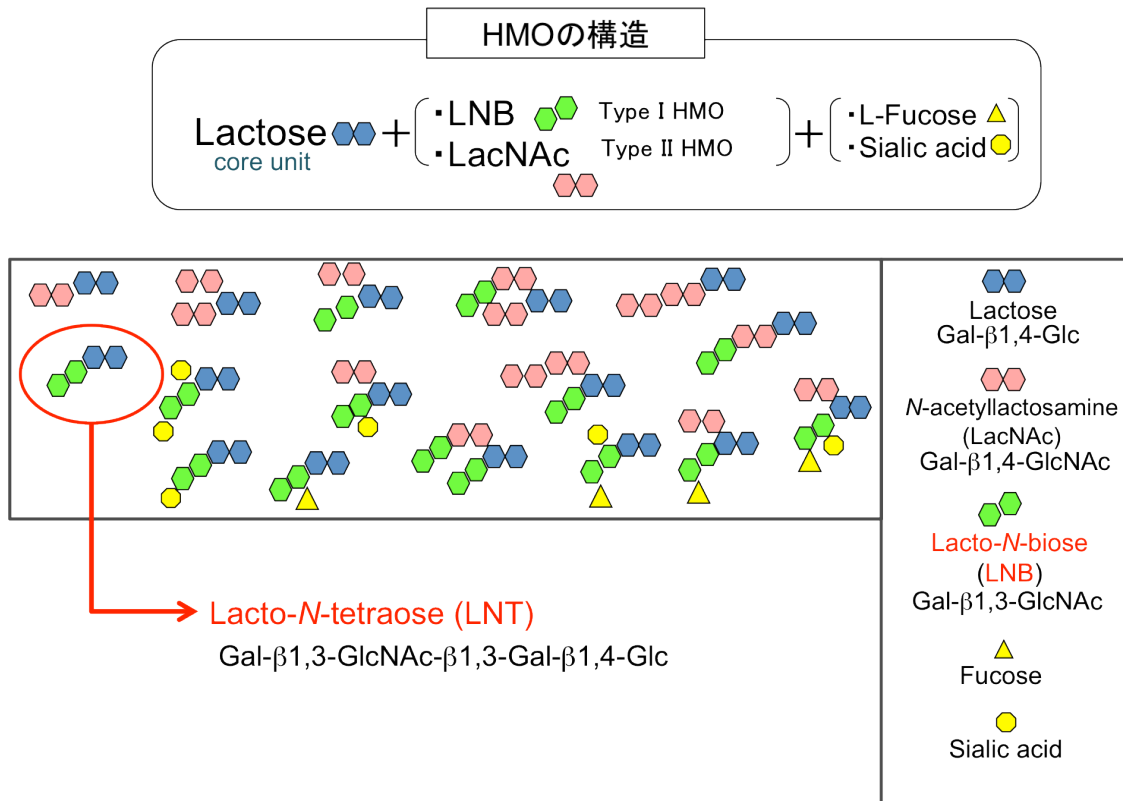 HMOの構造
Lactose + ・LNB Type I HMO + ・L-Fucose
core unit ・LacNAc Type II HMO ・Sialic acid
Lactose
Gal-β1,4-Glc
N-acetyllactosamine
(LacNAc)
Gal-β1,4-GlcNAc
Lacto-N-biose
(LNB)
Gal-β1,3-GlcNAc
Fucose
Sialic acid
Lacto-N-tetraose (LNT)
Gal-β1,3-GlcNAc-β1,3-Gal-β1,4-Glc